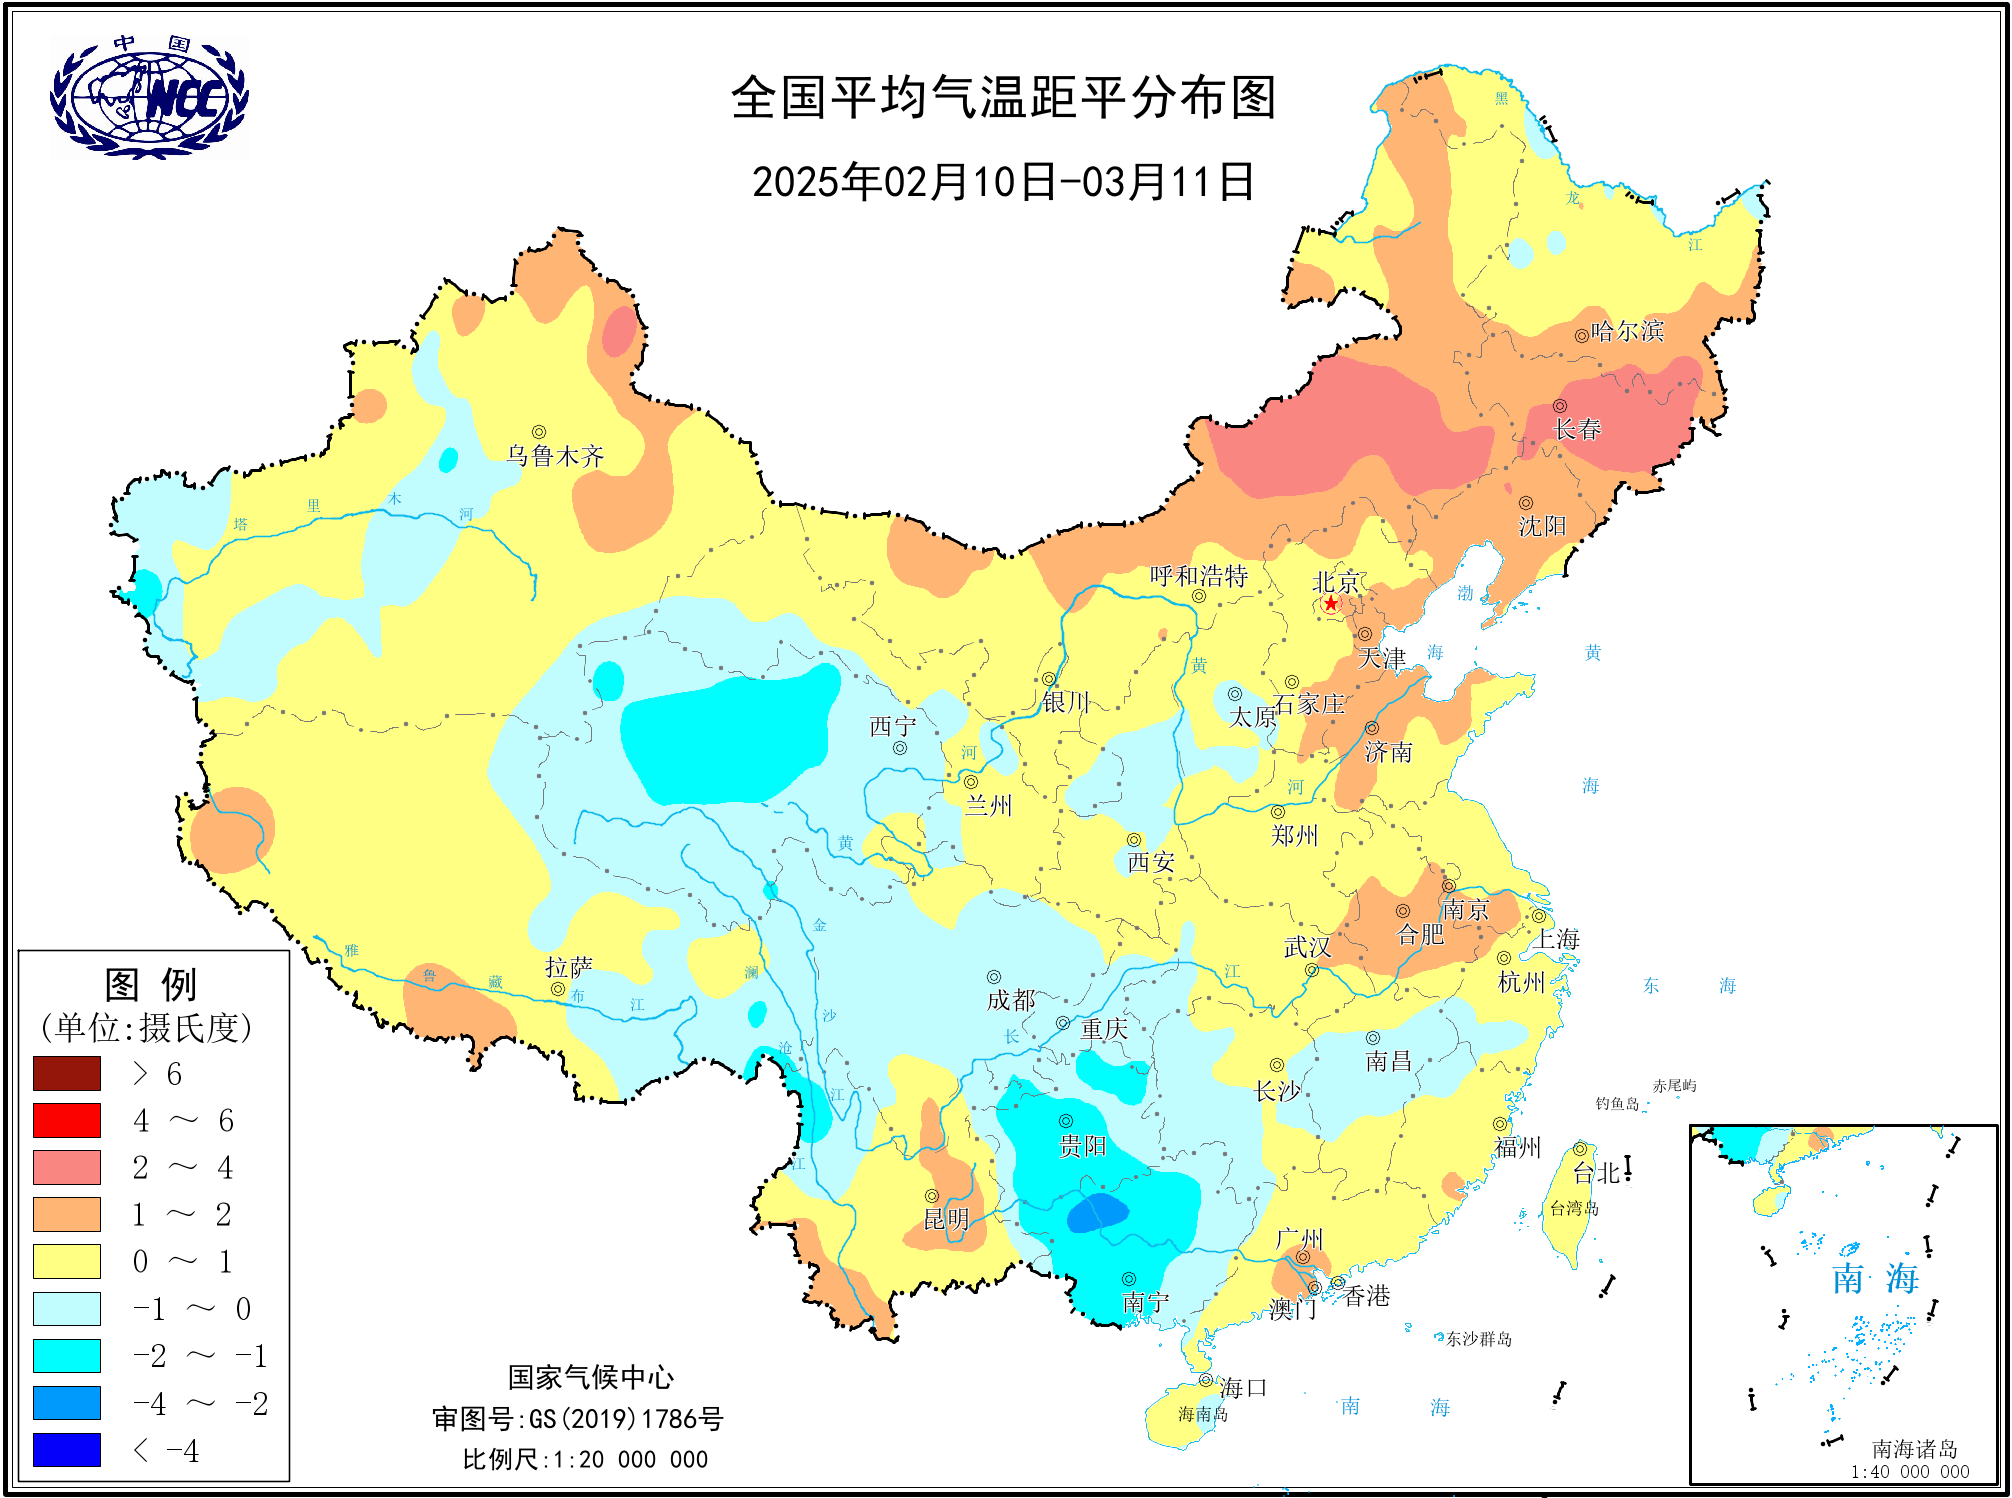 中国
NCC
全国平均气温距平分布图
2025年02月10日-03月11日
黑
龙
江
哈尔滨
长春
乌鲁木齐
塔
里
木
河
沈阳
呼和浩特
北京
渤
海
天津
黄
海
黄
银川
石家庄
太原
西宁
济南
河
兰州
河
郑州
黄
西安
南京
合肥
上海
武汉
杭州
金
雅
鲁
藏
拉萨
布
江
澜
成都
江
东
海
沙
长
重庆
沧
南昌
长沙
江
贵阳
福州
钓鱼岛
赤尾屿
台北
台湾岛
江
昆明
广州
南宁
澳门
香港
东沙群岛
海口
海南岛
南
海
图 例
(单位:摄氏度)
> 6
4 ～ 6
2 ～ 4
1 ～ 2
0 ～ 1
-1 ～ 0
-2 ～ -1
-4 ～ -2
< -4
国家气候中心
审图号:GS(2019)1786号
比例尺:1:20 000 000
南 海
南海诸岛
1:40 000 000